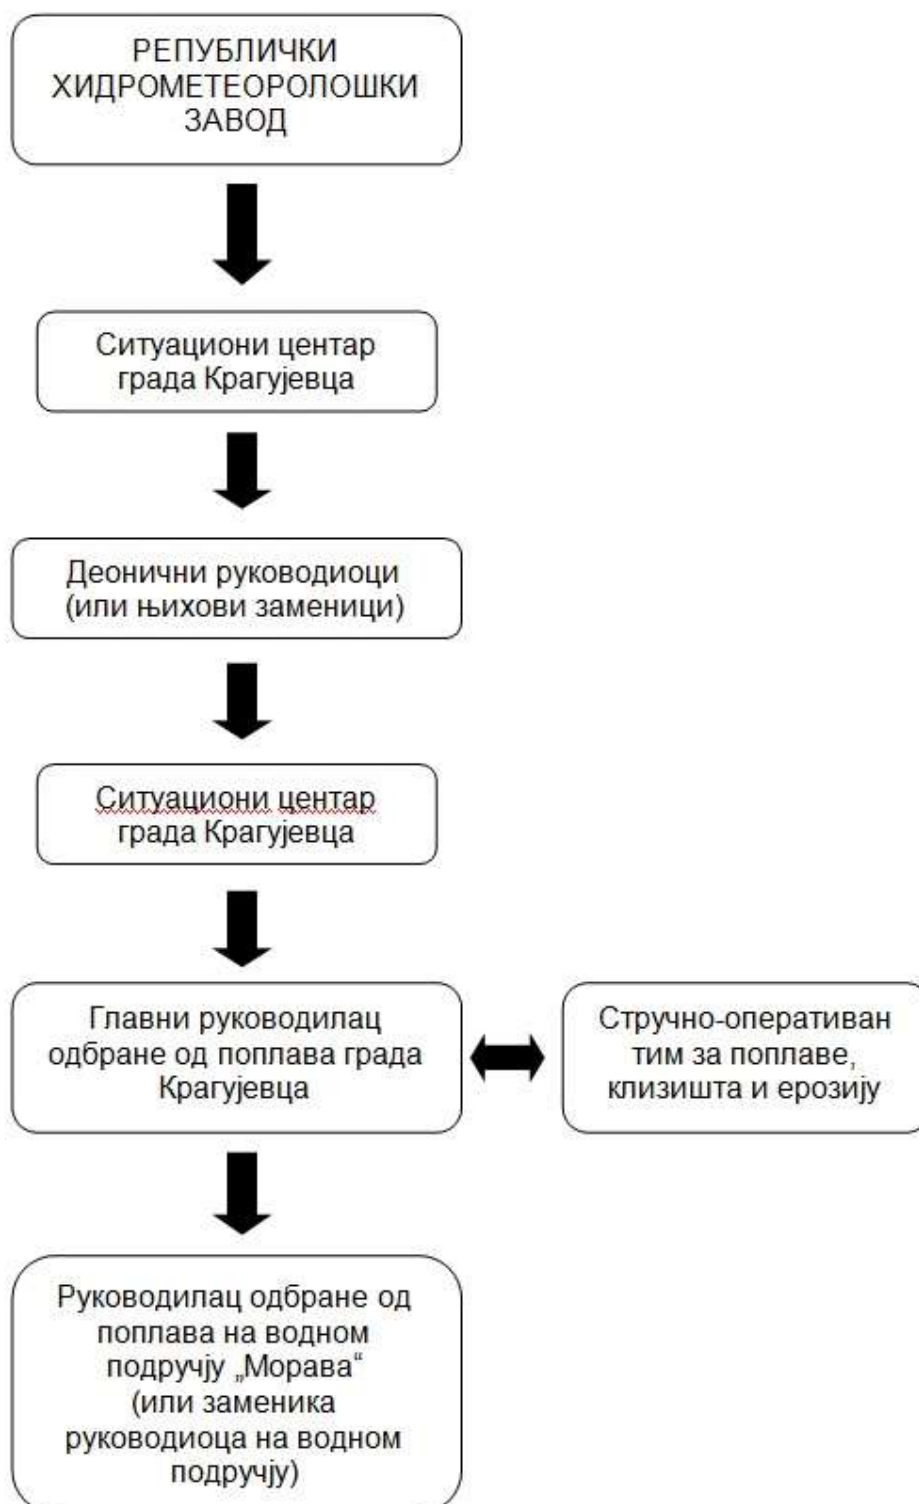 РЕПУБЛИЧКИ
ХИДРОМЕТЕОРОЛОШКИ
ЗАВОД
Ситуациони центар
града Крагујевца
Деонични руководиоци
(или њихови заменици)
Ситуациони центар
града Крагујевца
Главни руководилац
одбране од поплава града
Крагујевца
Стручно-оперативан
тим за поплаве,
клизишта и ерозију
Руководилац одбране од
поплава на водном
подручју „Морава“
(или заменика
руководиоца на водном
подручју)